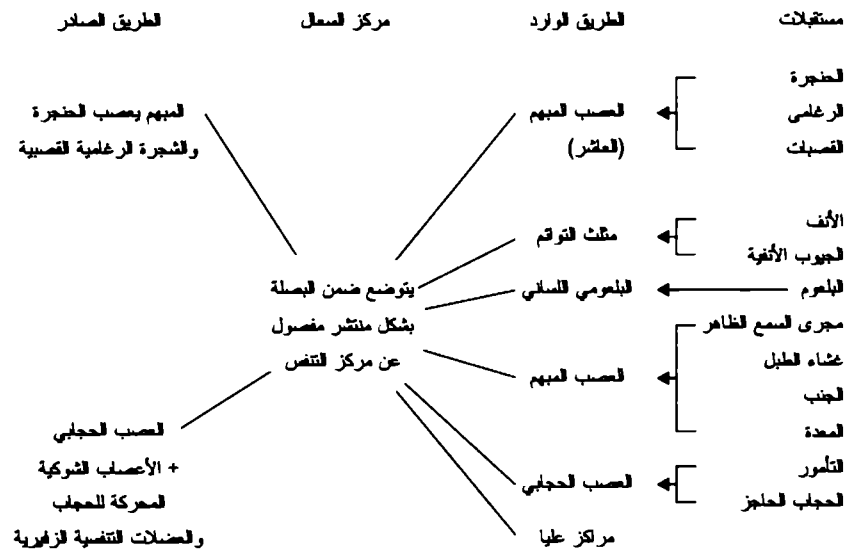 مستقبلات
الطريق الوارد
مركز السعال
الطريق الصادر
الحنجرة
الرغامى
القصبات
العصب المبهم
(العاشر)
المبهم يعصب الحنجرة
والشجرة الرغامية القصبية
الأنف
الجيوب الأنفية
مثلث التوائم
البلعوم
البلعومي اللساني
يتوضع ضمن البصلة
بشكل منتشر مفصول
عن مركز التنفس
مجرى السمع الظاهر
غشاء الطبل
الجنب
المعدة
العصب المبهم
التأمور
الحجاب الحاجز
العصب الحجابي
مراكز عليا
العصب الحجابي
+ الأعصاب الشوكية
المحركة للحجاب
والعضلات التنفسية الزفيرية